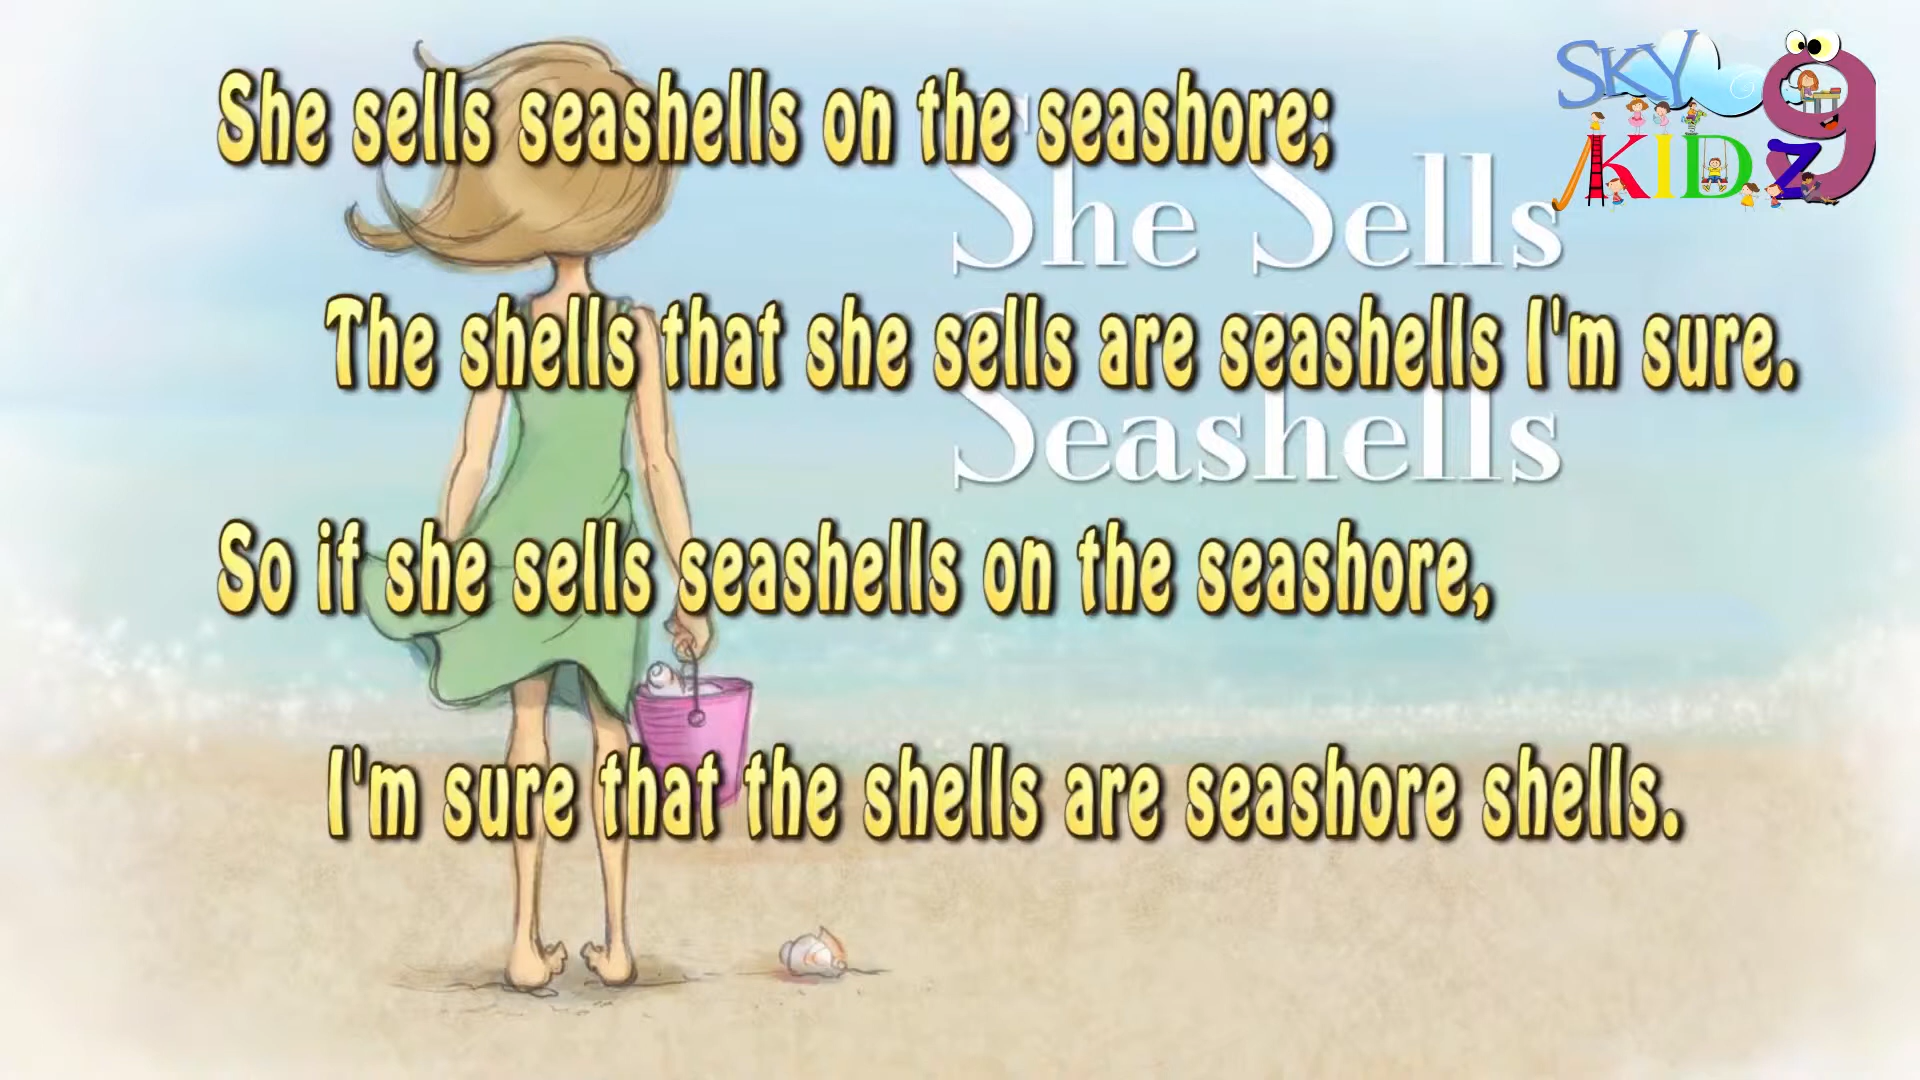 She sells seashells on the seashore;
The shells that she sells are seashells I'm sure.
So if she sells seashells on the seashore,
I'm sure that the shells are seashore shells.
She Sells
Seashells
SKY
KIDZ
9